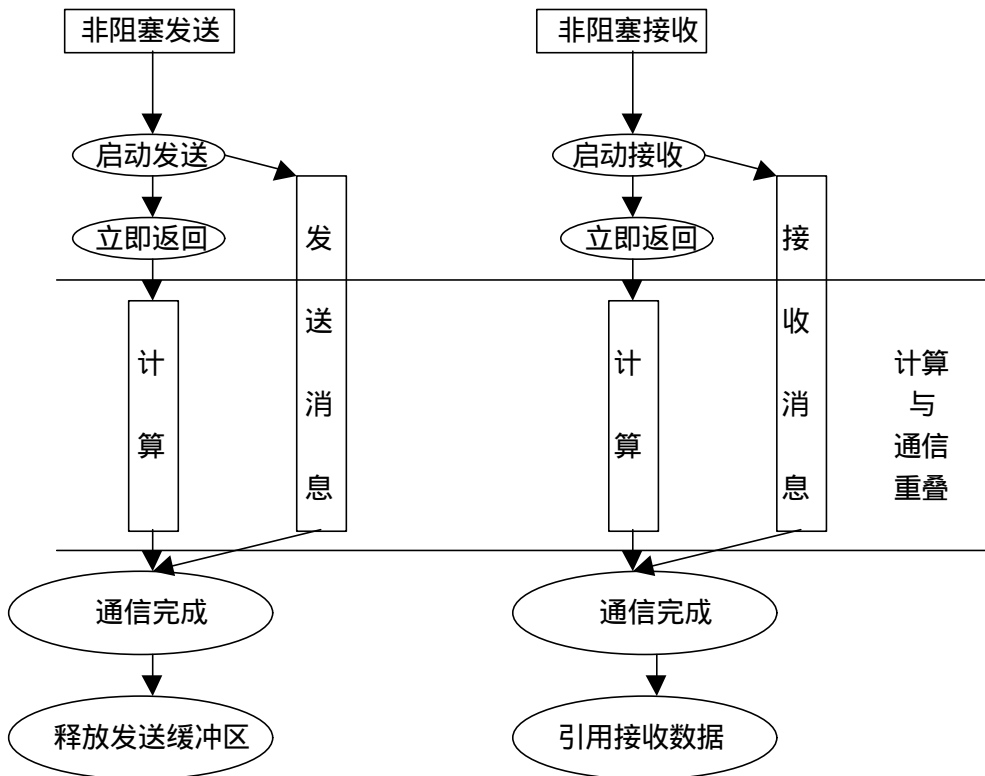 非阻塞发送
启动发送
立即返回
计算
发送消息
通信完成
释放发送缓冲区
非阻塞接收
启动接收
立即返回
计算
接收消息
通信完成
引用接收数据
计算
与
通信
重叠